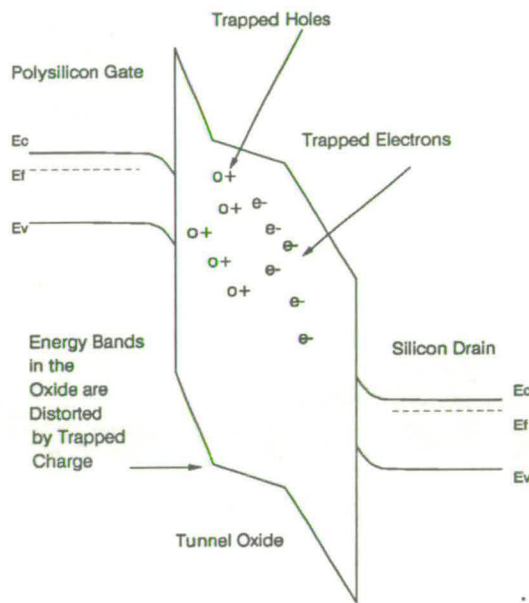 Trapped Holes
Polysilicon Gate
Trapped Electrons
Ec
Ef
Ev
o+
o+
e-
o+
e-
e-
o+
e-
o+
e-
e-
Energy Bands
in the
Oxide are
Distorted
by Trapped
Charge
Silicon Drain
Ec
Ef
Ev
Tunnel Oxide